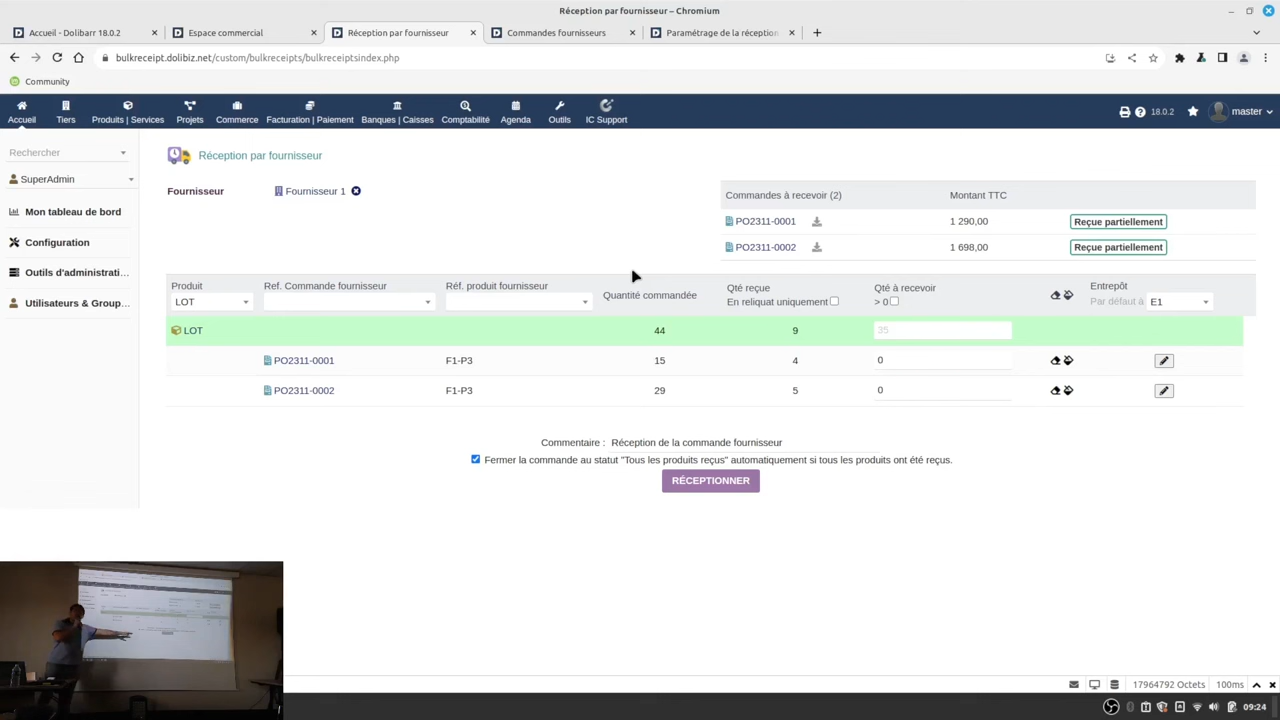 Réception par fournisseur – Chromium
Accueil - Dolibarr 18.0.2
Espace commercial
Réception par fournisseur
Commandes fournisseurs
Paramétrage de la réception
bulkreceipt.dolibiz.net/custom/bulkreceipts/bulkreceiptsindex.php
Community
Accueil
Tiers
Produits | Services
Projets
Commerce
Facturation | Paiement
Banques | Caisses
Comptabilité
Agenda
Outils
IC Support
18.0.2
master
Rechercher
SuperAdmin
Mon tableau de bord
Configuration
Outils d'administrati...
Utilisateurs & Group...
Réception par fournisseur
Fournisseur
Fournisseur 1
Commandes à recevoir (2) Montant TTC
PO2311-0001 1 290,00 Reçue partiellement
PO2311-0002 1 698,00 Reçue partiellement
Produit Ref. Commande fournisseur Réf. produit fournisseur Quantité commandée Qté reçue Qté à recevoir Entrepôt
LOT En reliquat uniquement > 0 Par défaut à E1
LOT 44 9 35
PO2311-0001 F1-P3 15 4 0
PO2311-0002 F1-P3 29 5 0
Commentaire : Réception de la commande fournisseur
Fermer la commande au statut "Tous les produits reçus" automatiquement si tous les produits ont été reçus.
RÉCEPTIONNER
17964792 Octets 100ms
09:24